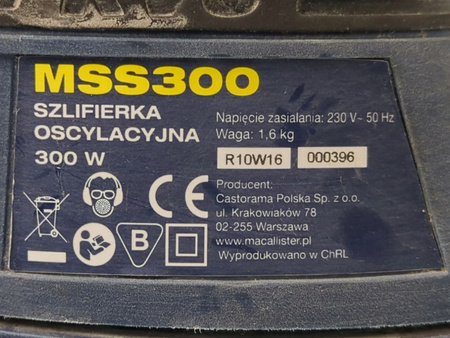 MSS300
SZLIFIERKA
OSCYLACYJNA
300 W
Napięcie zasialania: 230 V~ 50 Hz
Waga: 1,6 kg
R10W16 000396
CE
B
Producent:
Castorama Polska Sp. z o.o.
ul. Krakowiaków 78
02-255 Warszawa
www.macalister.pl
Wyprodukowano w ChRL